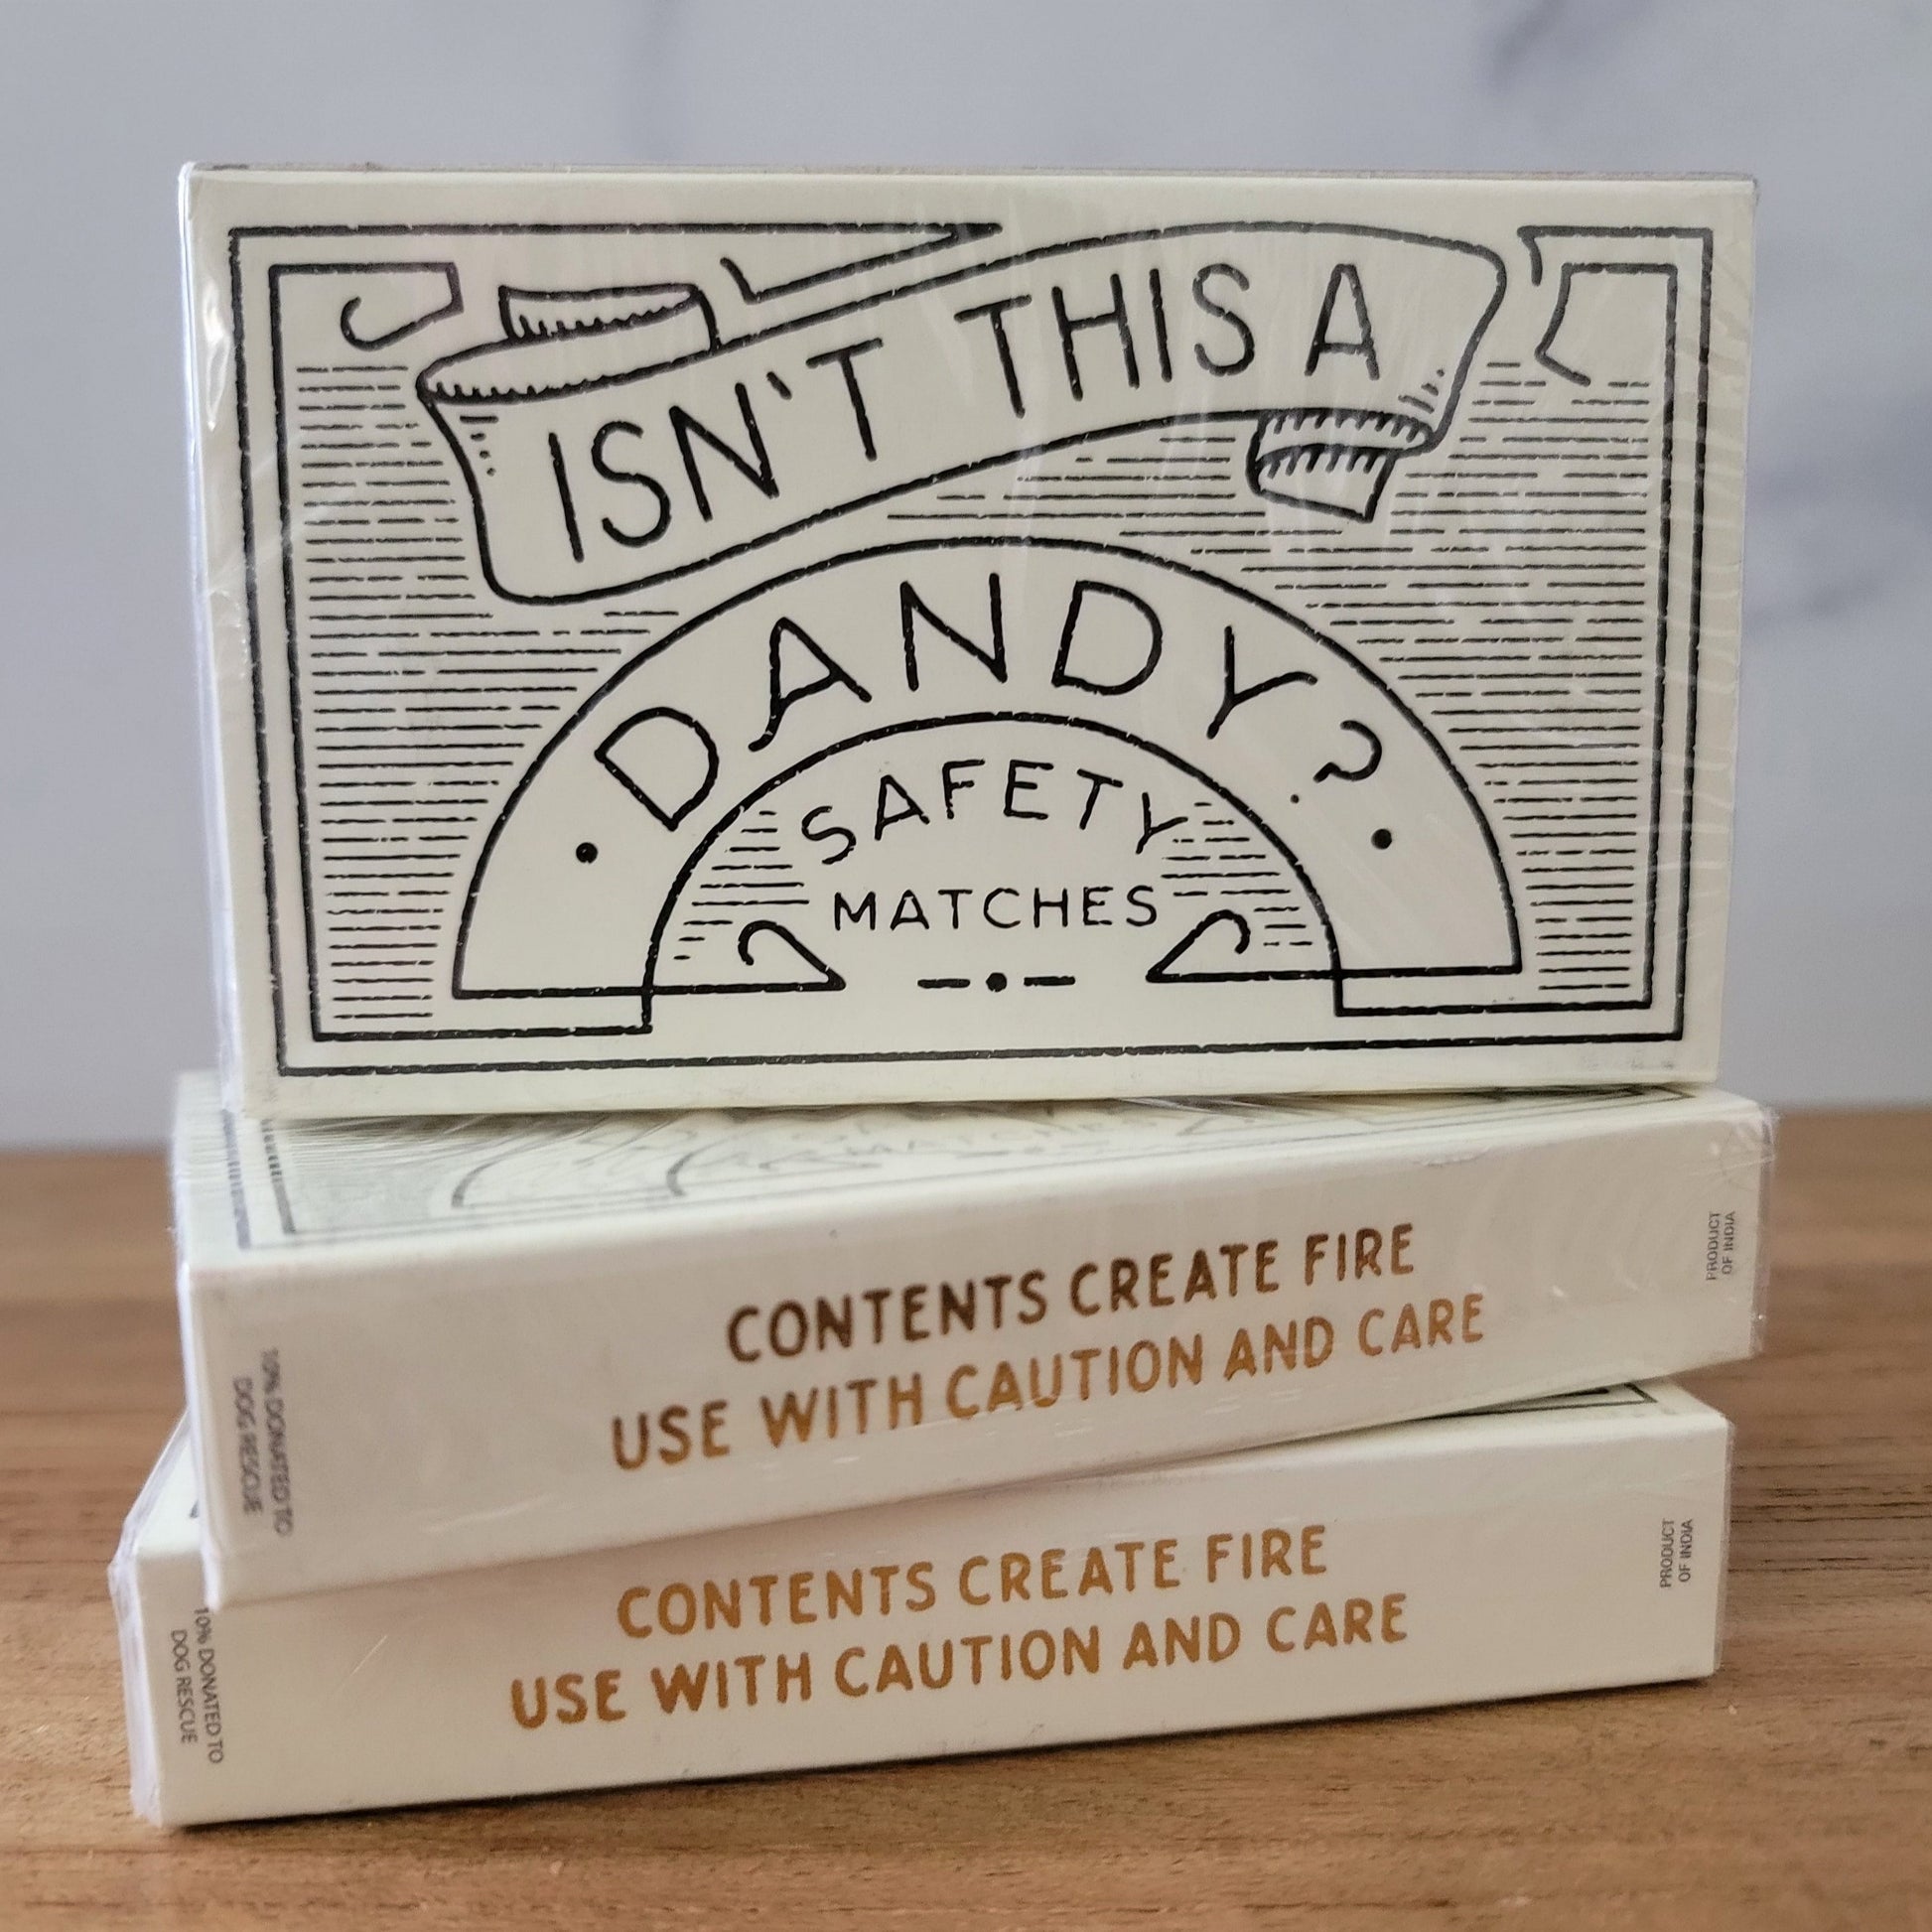 ISN'T THIS A
DANDY?
SAFETY
MATCHES
CONTENTS CREATE FIRE
USE WITH CAUTION AND CARE
10% DONATED TO
DOG RESCUE
PRODUCT
OF INDIA
CONTENTS CREATE FIRE
USE WITH CAUTION AND CARE
10% DONATED TO
DOG RESCUE
PRODUCT
OF INDIA